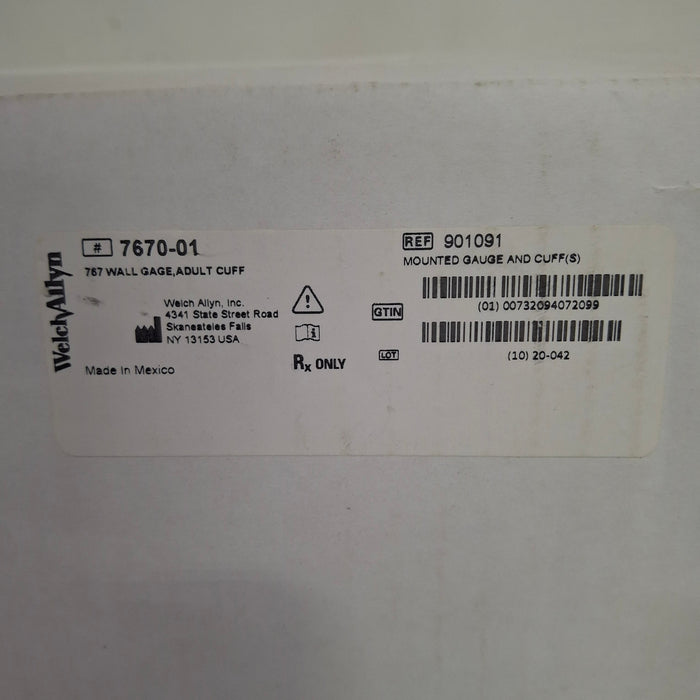 WelchAllyn
# 7670-01
767 WALL GAGE,ADULT CUFF
Welch Allyn, Inc.
4341 State Street Road
Skaneateles Falls
NY 13153 USA
Made in Mexico
Rx ONLY
REF 901091
MOUNTED GAUGE AND CUFF(S)
GTIN
(01) 00732094072099
LOT
(10) 20-042